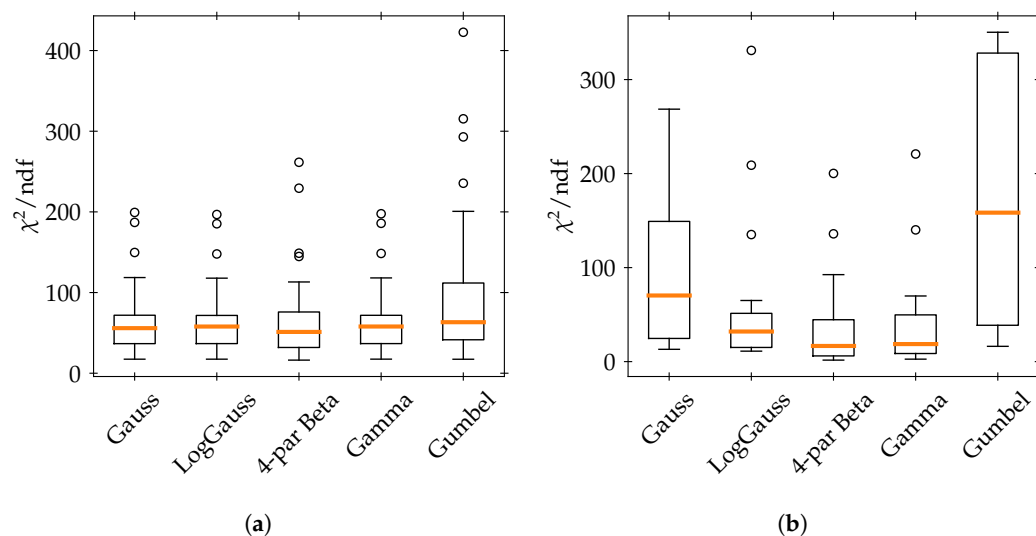 χ²/ndf
400
300
200
100
0
Gauss
LogGauss
4-par Beta
Gamma
Gumbel
(a)
χ²/ndf
300
200
100
0
Gauss
LogGauss
4-par Beta
Gamma
Gumbel
(b)